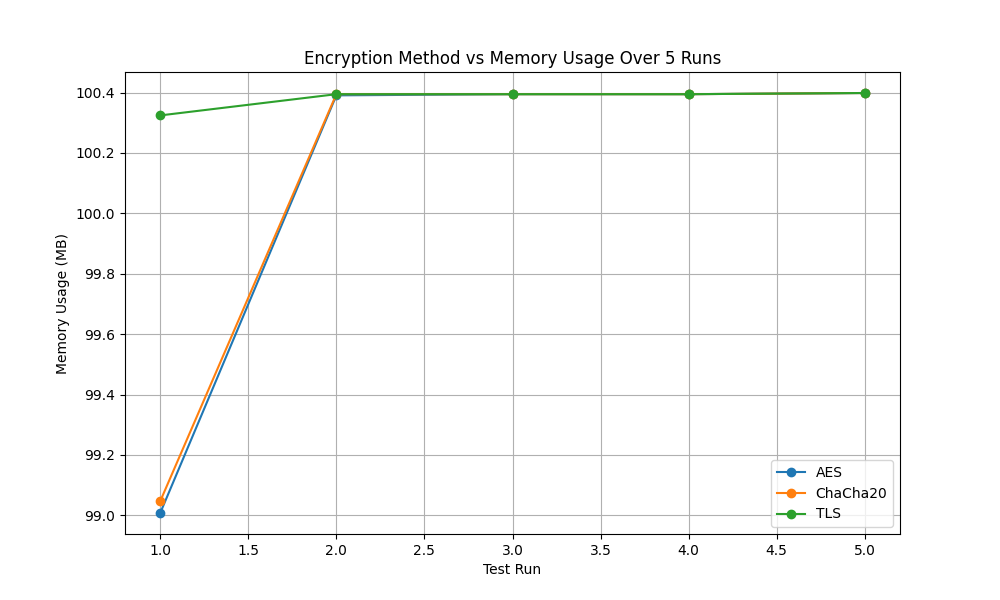 Encryption Method vs Memory Usage Over 5 Runs
Memory Usage (MB)
100.4
100.2
100.0
99.8
99.6
99.4
99.2
99.0
AES
ChaCha20
TLS
1.0 1.5 2.0 2.5 3.0 3.5 4.0 4.5 5.0
Test Run